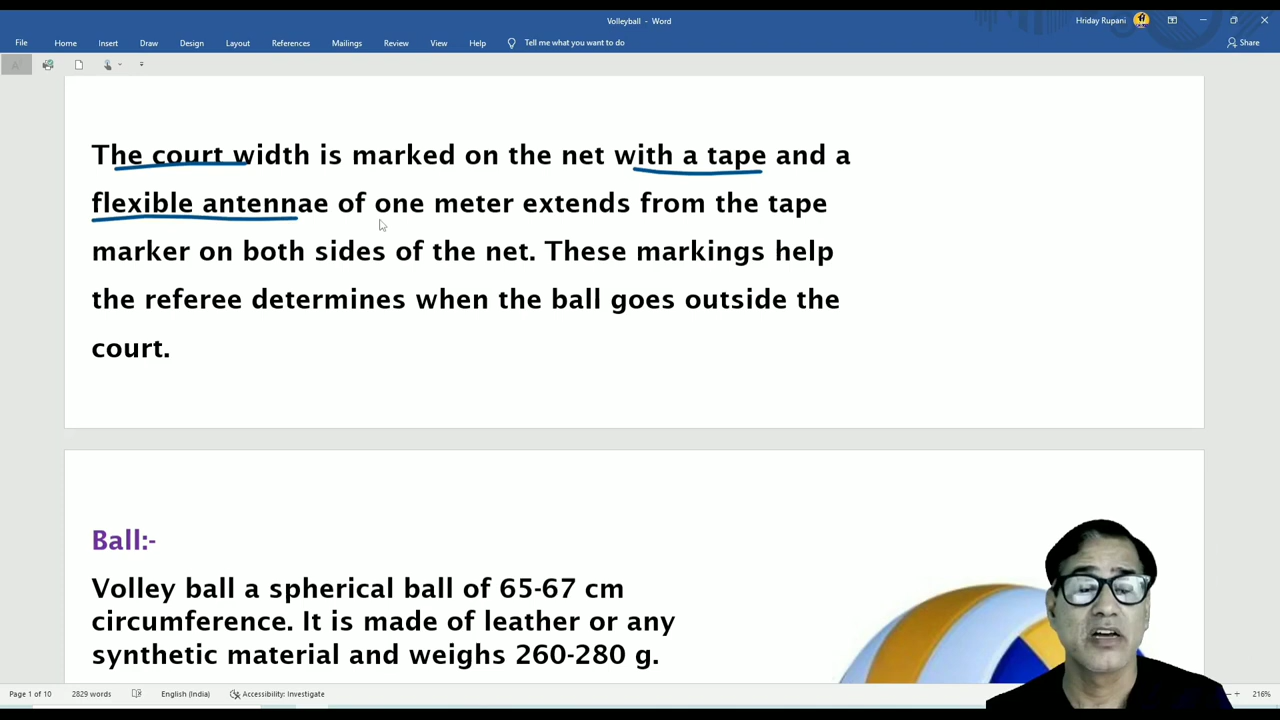 Volleyball - Word
Hriday Rupani
File Home Insert Draw Design Layout References Mailings Review View Help Tell me what you want to do Share
The court width is marked on the net with a tape and a
flexible antennae of one meter extends from the tape
marker on both sides of the net. These markings help
the referee determines when the ball goes outside the
court.
Ball:-
Volley ball a spherical ball of 65-67 cm
circumference. It is made of leather or any
synthetic material and weighs 260-280 g.
Page 1 of 10 2829 words English (India) Accessibility: Investigate 216%